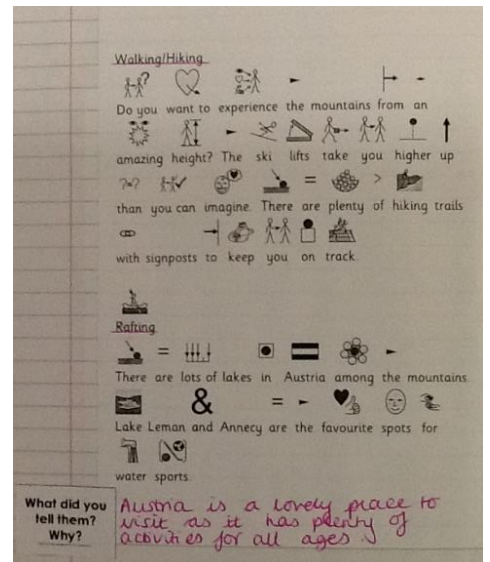 Walking/Hiking
Do you want to experience the mountains from an
amazing height? The ski lifts take you higher up
than you can imagine. There are plenty of hiking trails
with signposts to keep you on track.
Rafting
There are lots of lakes in Austria among the mountains.
&
Lake Leman and Annecy are the favourite spots for
water sports.
What did you
tell them?
Why?
Austria is a lovely place to
visit as it has plenty of
activities for all ages.